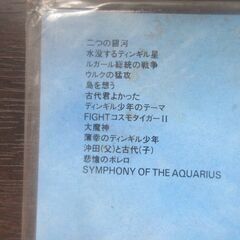 二つの銀河
水没するディンギル星
ルガール総統の戦争
ウルクの猛攻
島を想う
古代君よかった
ディンギル少年のテーマ
FIGHTコスモタイガーⅡ
大魔神
薄幸のディンギル少年
沖田(父)と古代(子)
悲愴のボレロ
SYMPHONY OF THE AQUARIUS